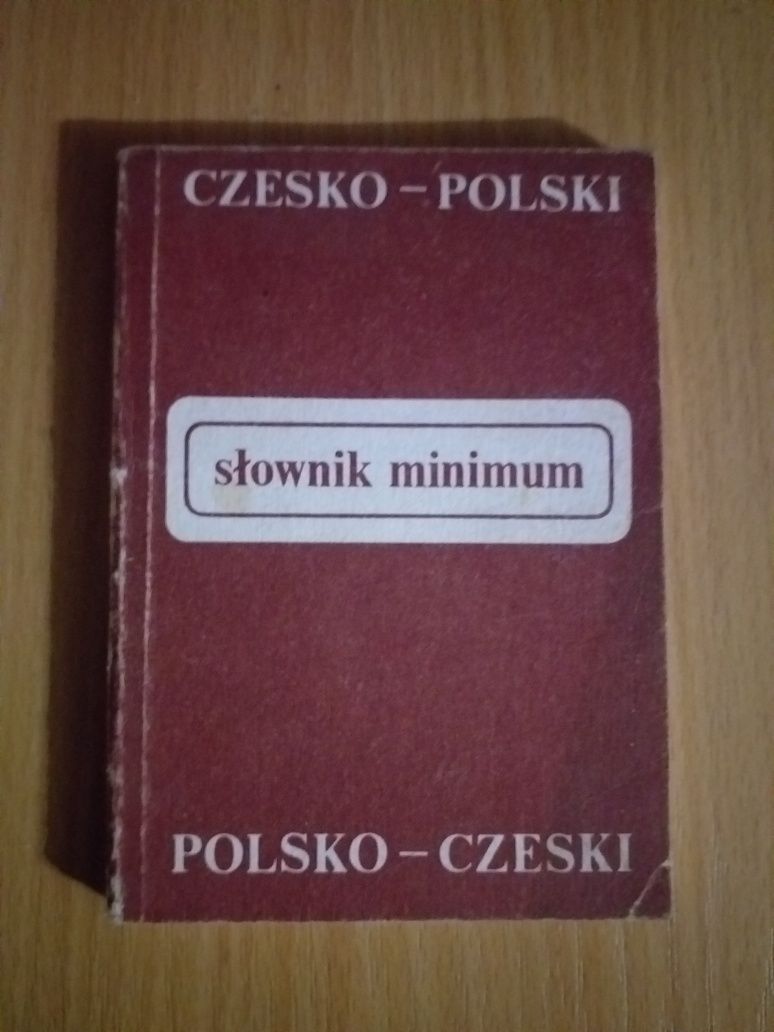 CZESKO – POLSKI
słownik minimum
POLSKO – CZESKI